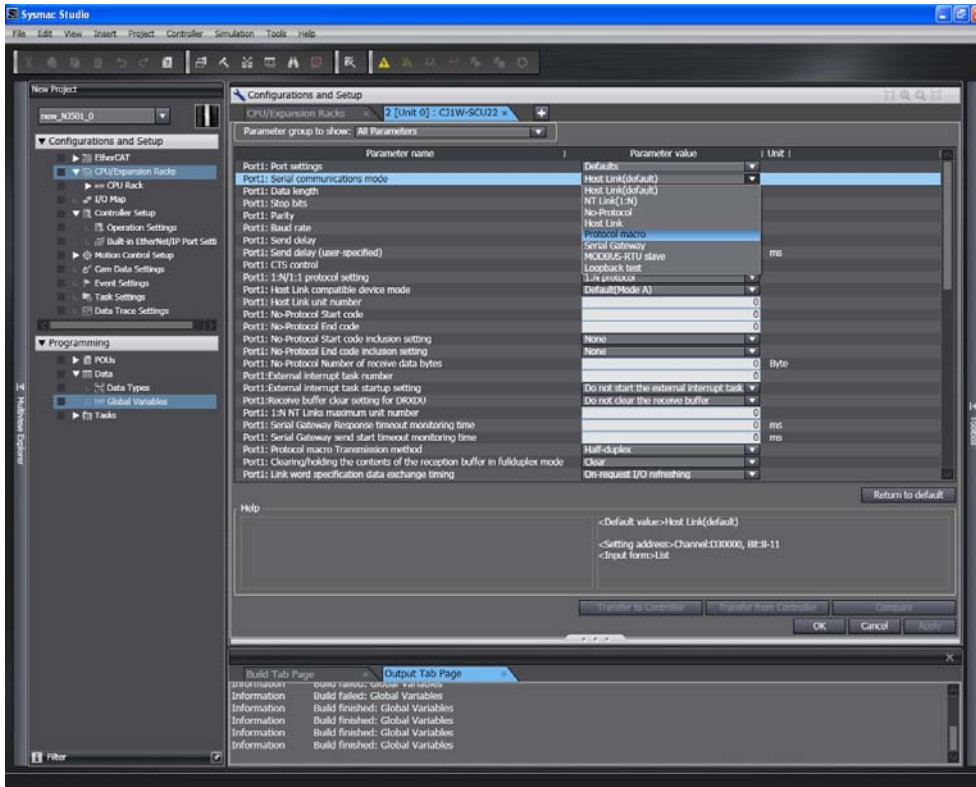 Sysmac Studio
File Edit View Insert Project Controller Simulation Tools Help
New Project
new_NJ501_0
Configurations and Setup
EtherCAT
CPU/Expansion Racks
CPU Rack
I/O Map
Controller Setup
Operation Settings
Built-in EtherNet/IP Port Setti
Motion Control Setup
Cam Data Settings
Event Settings
Task Settings
Data Trace Settings
Programming
POUs
Data
Data Types
Global Variables
Tasks
Filter
Multiview Explorer
Configurations and Setup
CPU/Expansion Racks 2 [Unit 0] : CJ1W-SCU22
Parameter group to show: All Parameters
Parameter name Parameter value Unit
Port1: Port settings Defaults
Port1: Serial communications mode Host Link(default)
Port1: Data length Host Link(default)
Port1: Stop bits NT Link(1:N)
Port1: Parity No-Protocol
Port1: Baud rate Host Link
Port1: Send delay Protocol macro
Serial Gateway
Port1: Send delay (user-specified) MODBUS-RTU slave ms
Port1: CTS control Loopback test
Port1: 1:N/1:1 protocol setting 1:N protocol
Port1: Host Link compatible device mode Default(Mode A)
Port1: Host Link unit number 0
Port1: No-Protocol Start code 0
Port1: No-Protocol End code 0
Port1: No-Protocol Start code inclusion setting None
Port1: No-Protocol End code inclusion setting None
Port1: No-Protocol Number of receive data bytes 0 Byte
Port1:External interrupt task number 0
Port1:External interrupt task startup setting Do not start the external interrupt task
Port1:Receive buffer clear setting for DRXDU Do not clear the receive buffer
Port1: 1:N NT Links maximum unit number 0
Port1: Serial Gateway Response timeout monitoring time 0 ms
Port1: Serial Gateway send start timeout monitoring time 0 ms
Port1: Protocol macro Transmission method Half-duplex
Port1: Clearing/holding the contents of the reception buffer in fullduplex mode Clear
Port1: Link word specification data exchange timing On-request I/O refreshing
Return to default
Help
<Default value>Host Link(default)
<Setting address>Channel:D30000, Bit:8-11
<Input form>List
Transfer to Controller Transfer from Controller Compare
OK Cancel Apply
Toolbox
Build Tab Page Output Tab Page
Information Build failed: Global Variables
Information Build failed: Global Variables
Information Build finished: Global Variables
Information Build finished: Global Variables
Information Build finished: Global Variables
Information Build finished: Global Variables